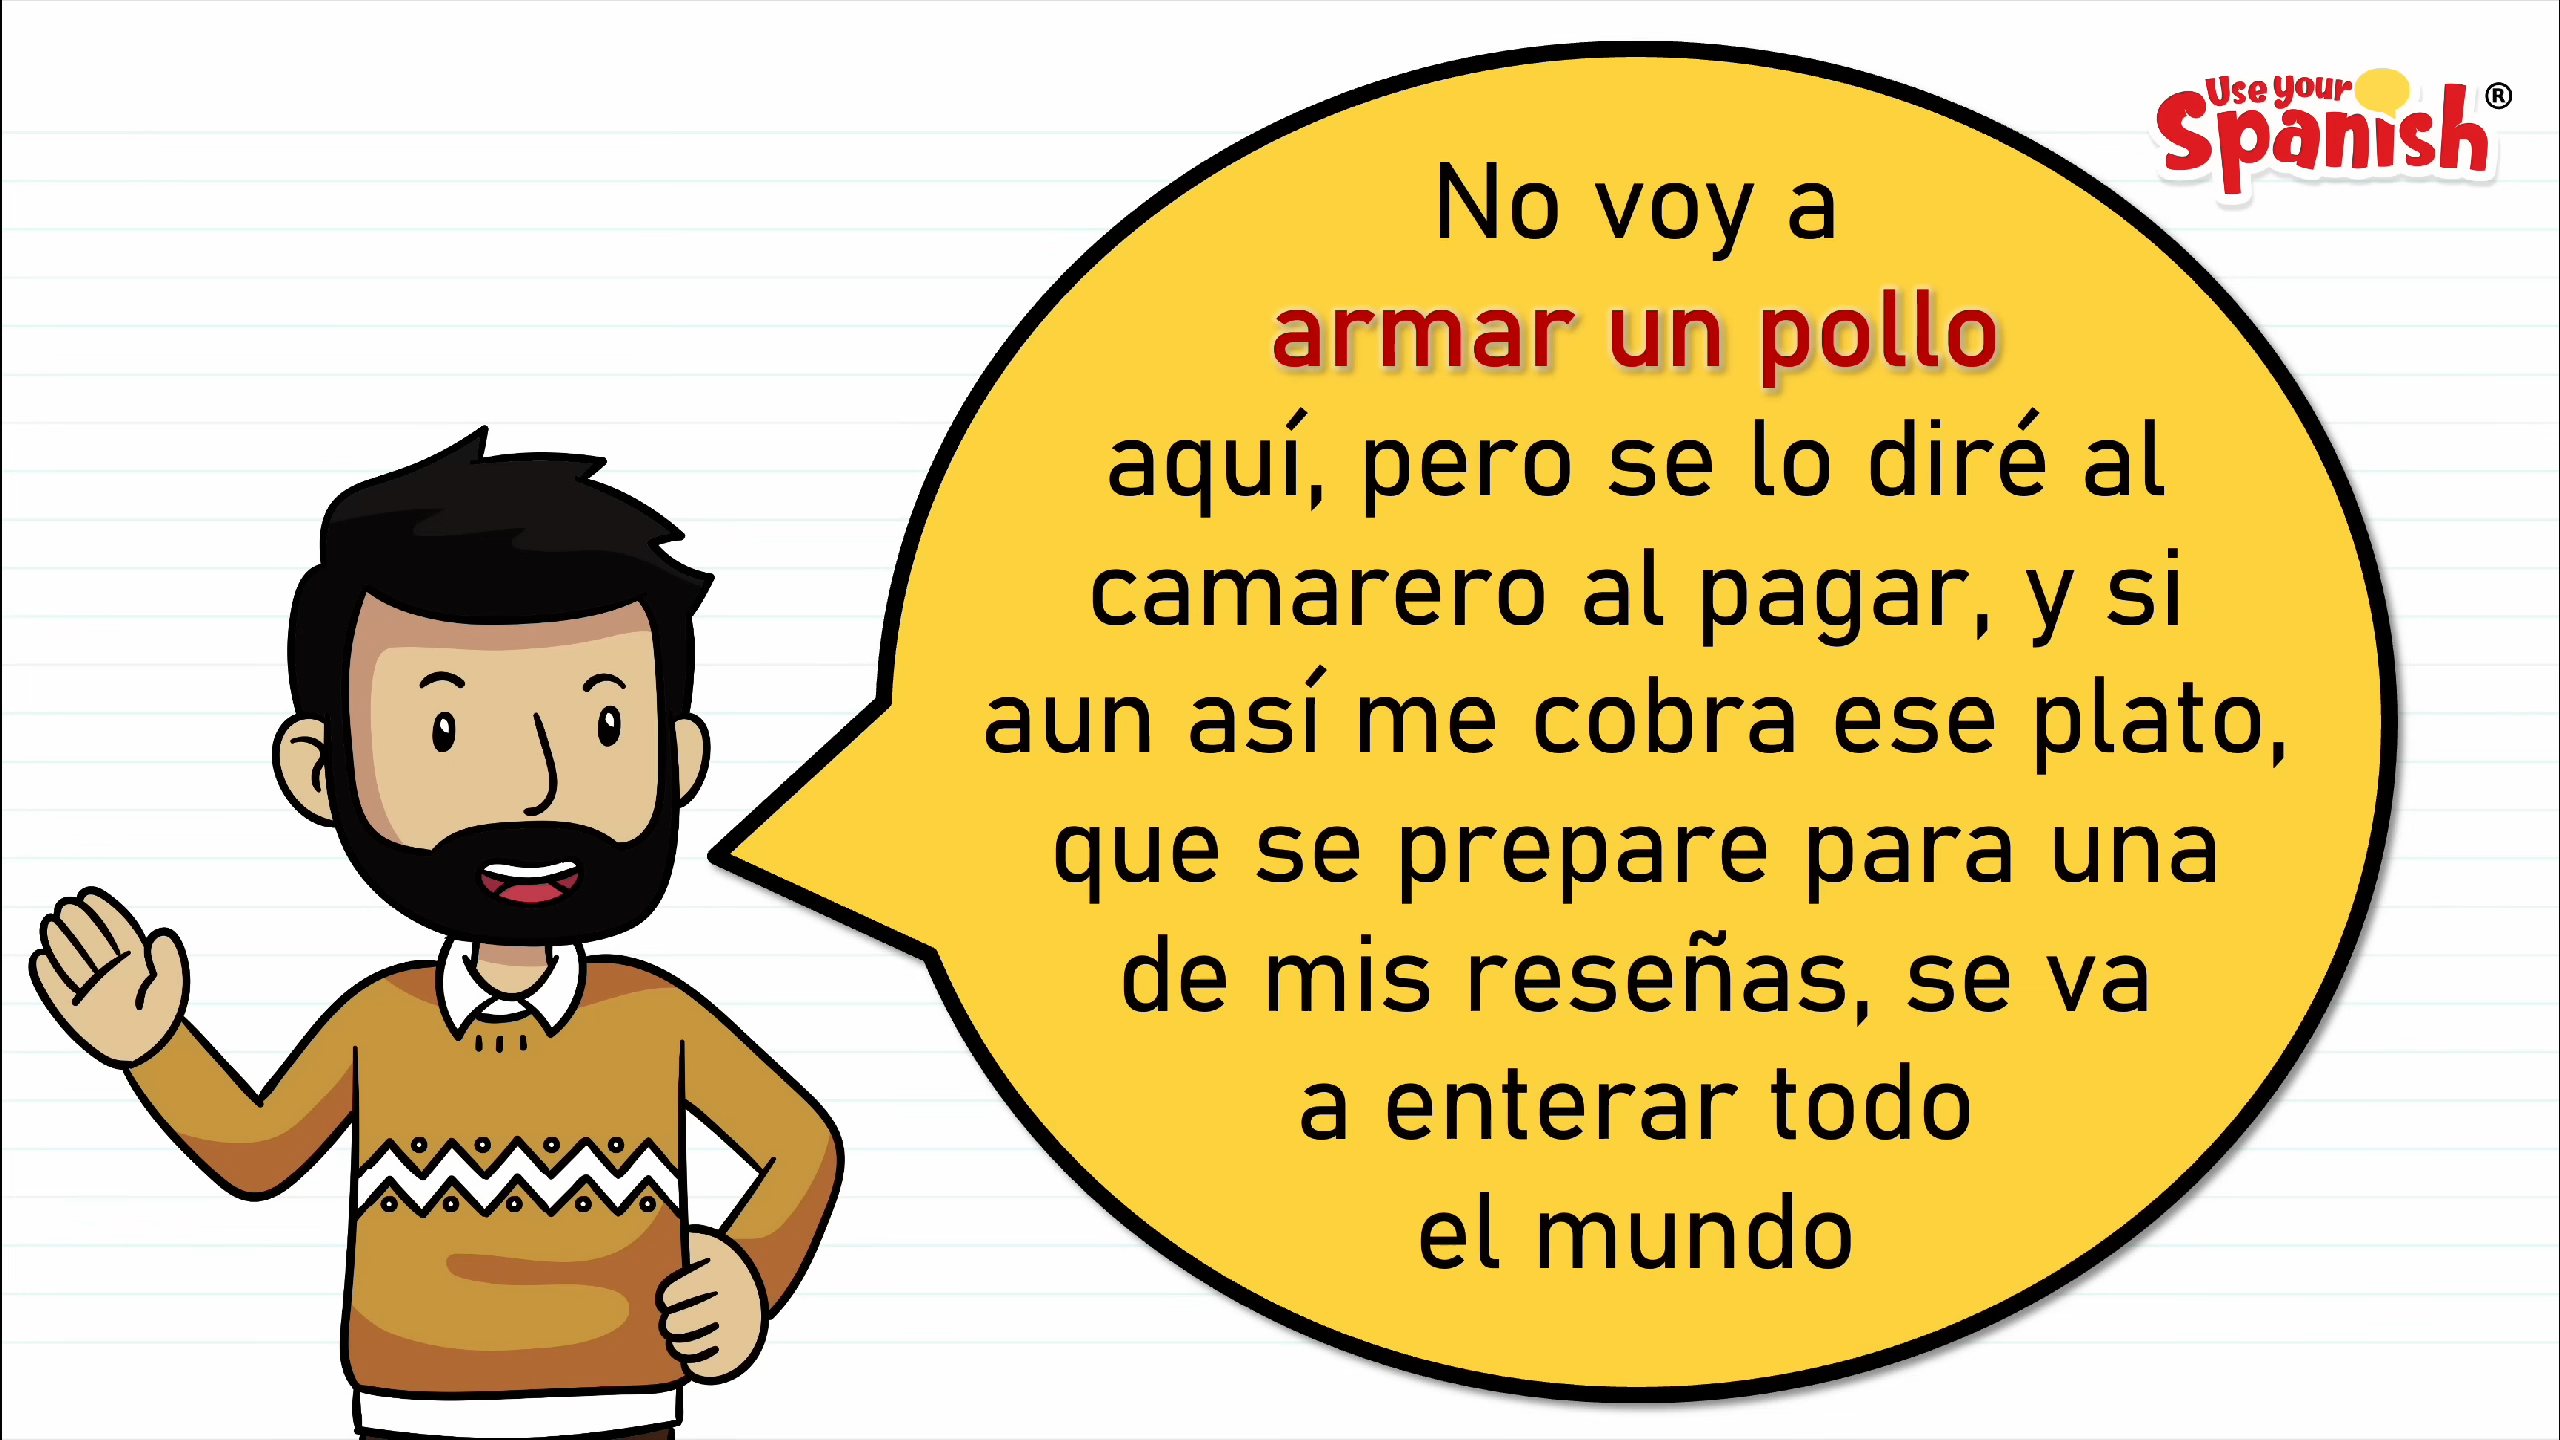 Use your
Spanish®
No voy a
armar un pollo
aquí, pero se lo diré al
camarero al pagar, y si
aun así me cobra ese plato,
que se prepare para una
de mis reseñas, se va
a enterar todo
el mundo